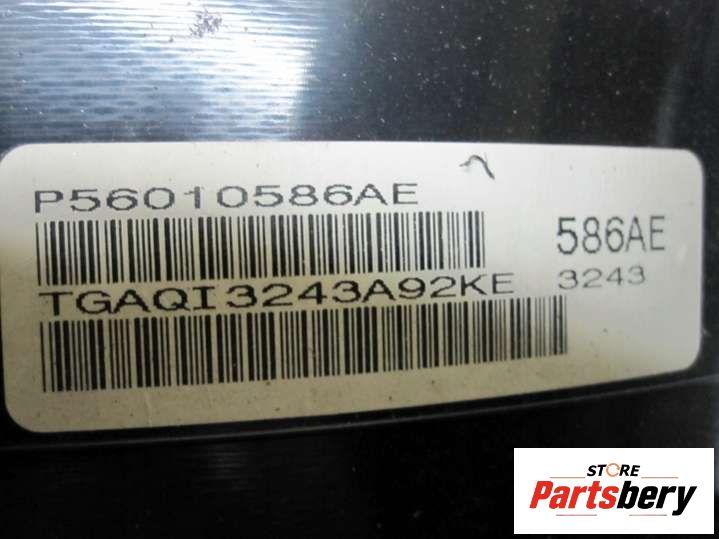 P56010586AE
586AE
TGAQI3243A92KE
3243
STORE
Partsbery